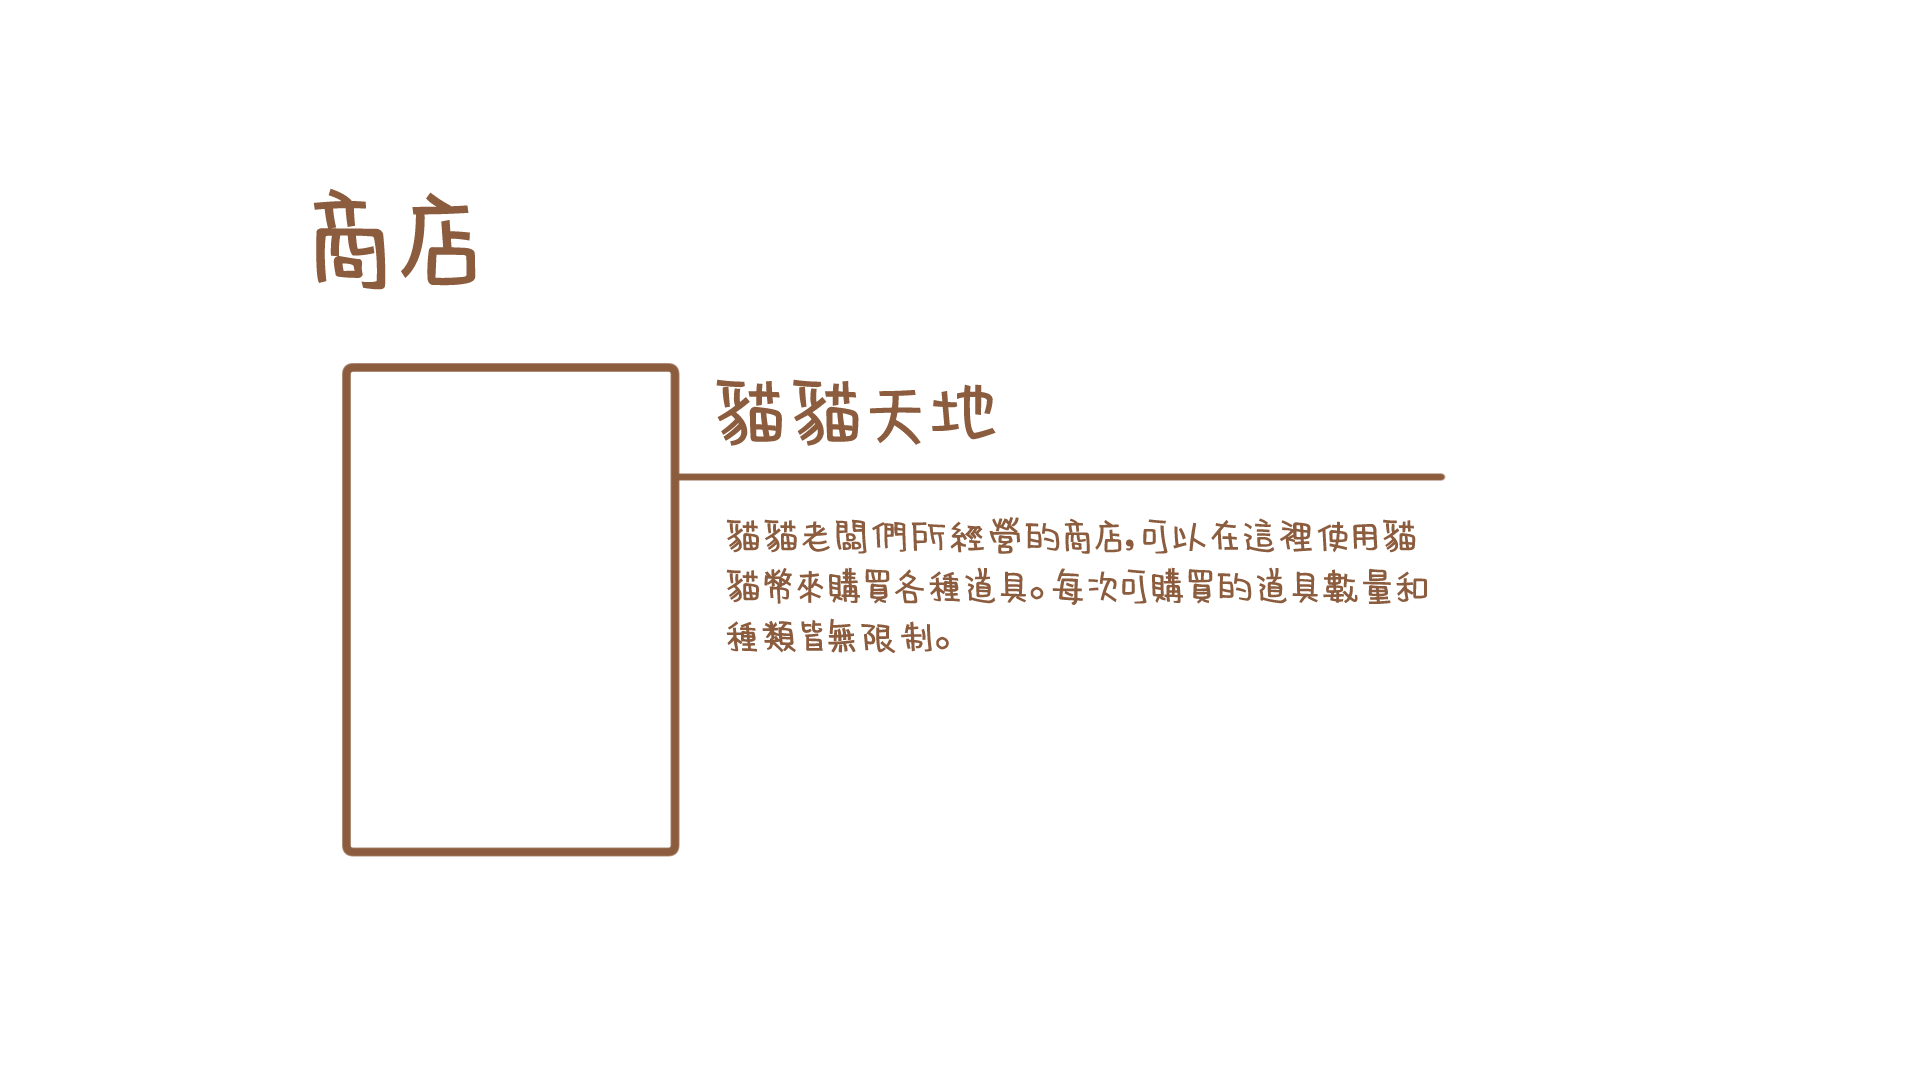 商店
貓貓天地
貓貓老闆們所經營的商店,可以在這裡使用貓
貓幣來購買各種道具。每次可購買的道具數量和
種類皆無限制。